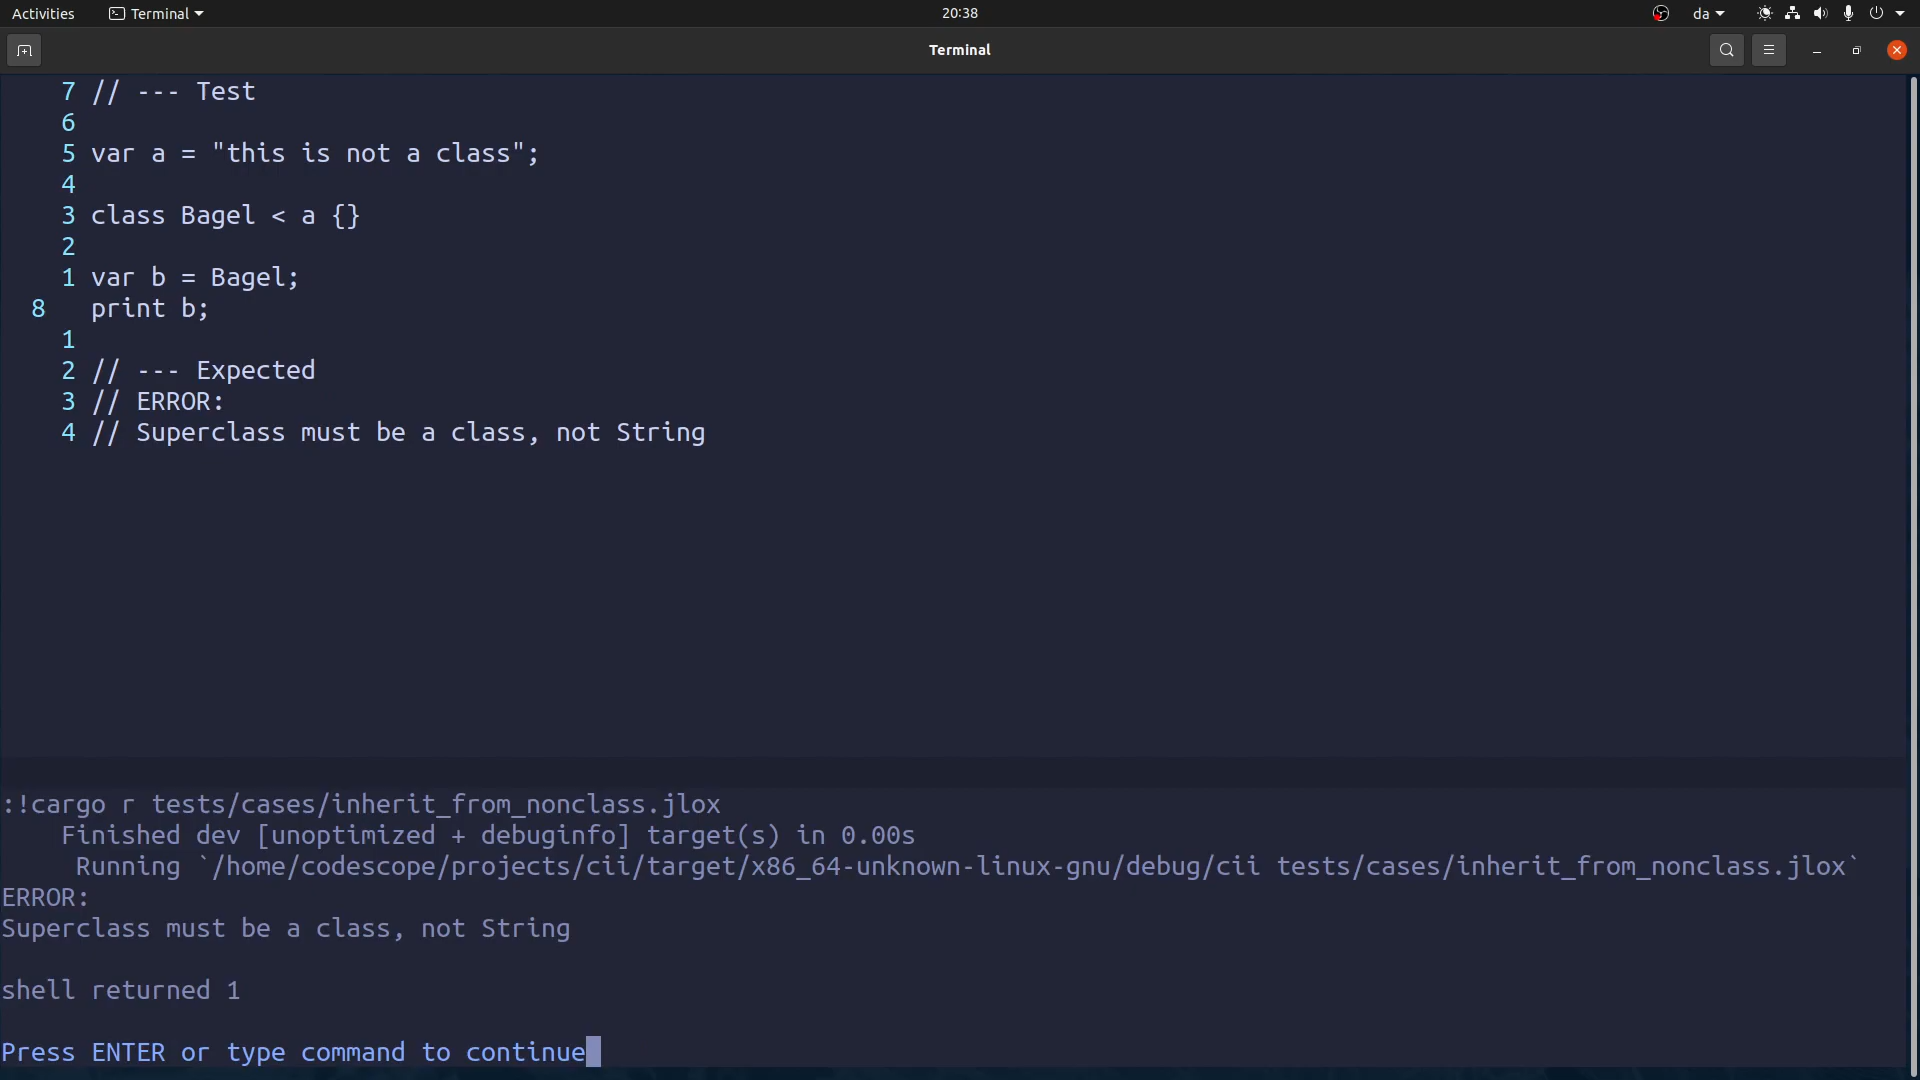 Activities Terminal 20:38 da
Terminal
7 // --- Test
6
5 var a = "this is not a class";
4
3 class Bagel < a {}
2
1 var b = Bagel;
8 print b;
1
2 // --- Expected
3 // ERROR:
4 // Superclass must be a class, not String
:!cargo r tests/cases/inherit_from_nonclass.jlox
Finished dev [unoptimized + debuginfo] target(s) in 0.00s
Running `/home/codescope/projects/cii/target/x86_64-unknown-linux-gnu/debug/cii tests/cases/inherit_from_nonclass.jlox`
ERROR:
Superclass must be a class, not String
shell returned 1
Press ENTER or type command to continue